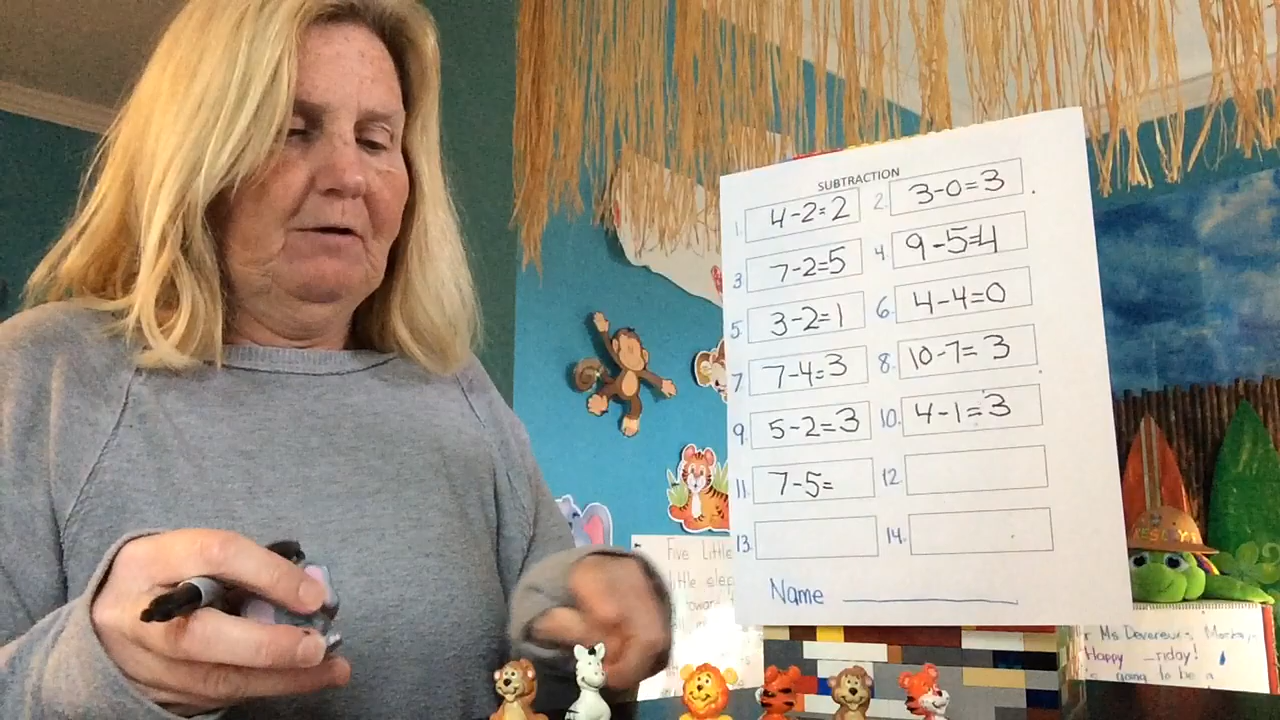 SUBTRACTION
1. 4-2=2
2. 3-0=3
3 7-2=5
4. 9-5=4
5. 3-2=1
6. 4-4=0
7. 7-4=3
8. 10-7=3
9. 5-2=3
10. 4-1=3
11. 7-5=
12.
13.
14.
Name
Five Little
little elep
Ms Devereux's
Happy _riday!
going to be a